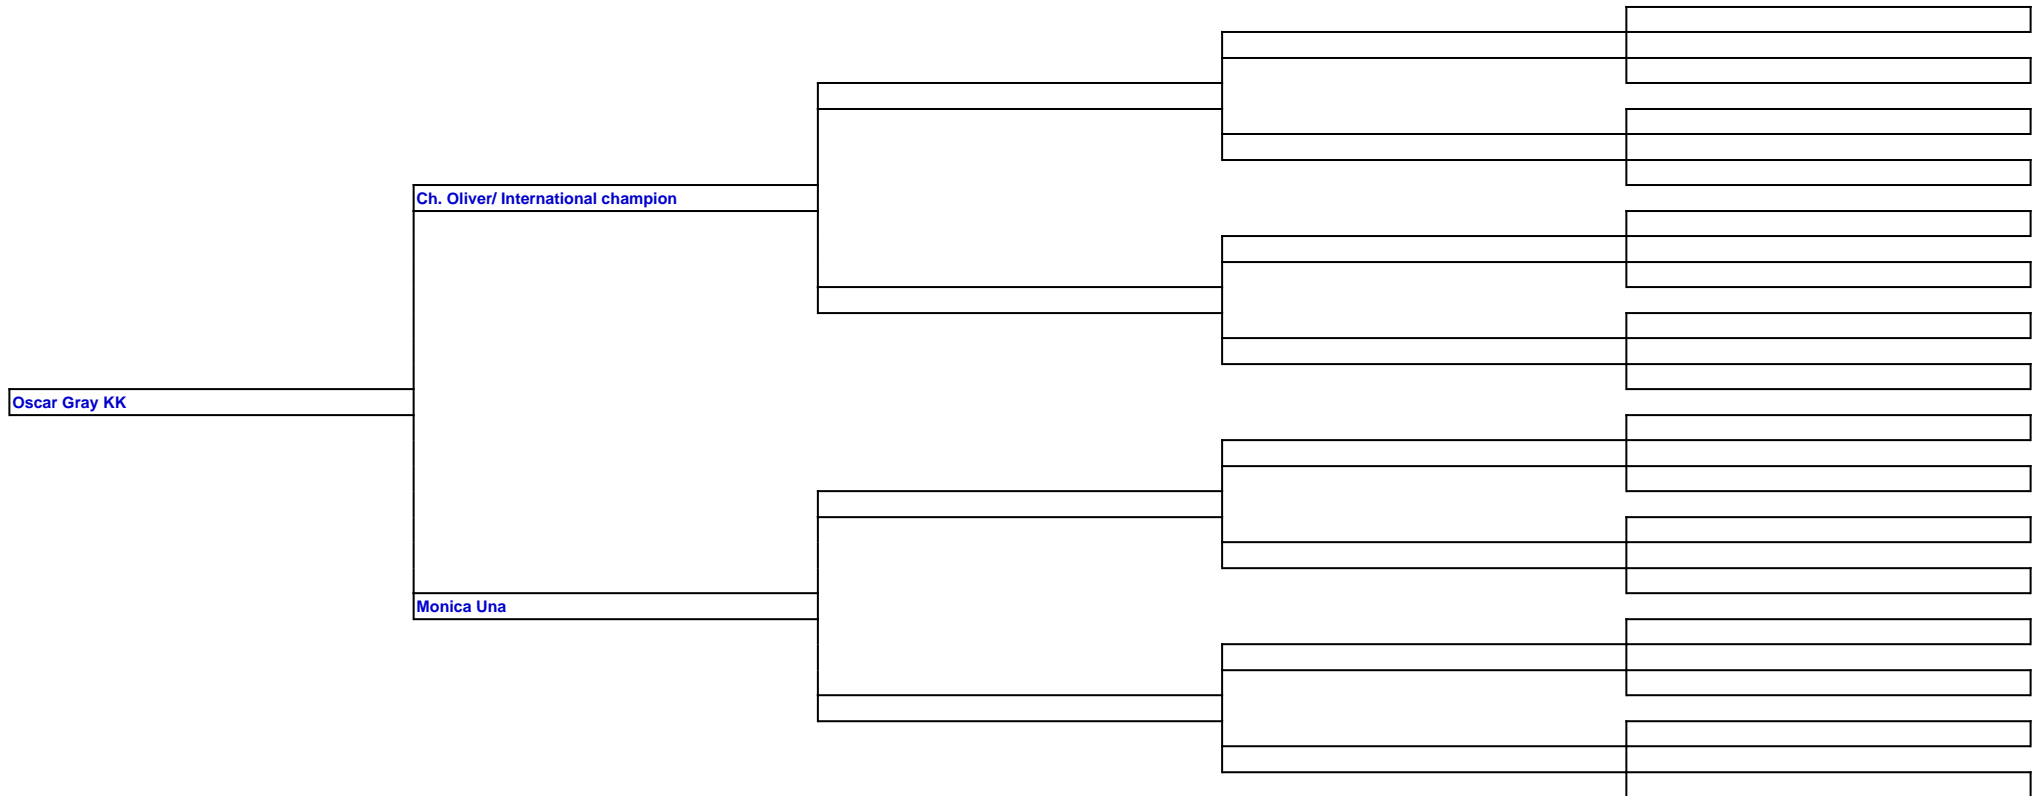 Ch. Oliver/ International champion
Oscar Gray KK
Monica Una